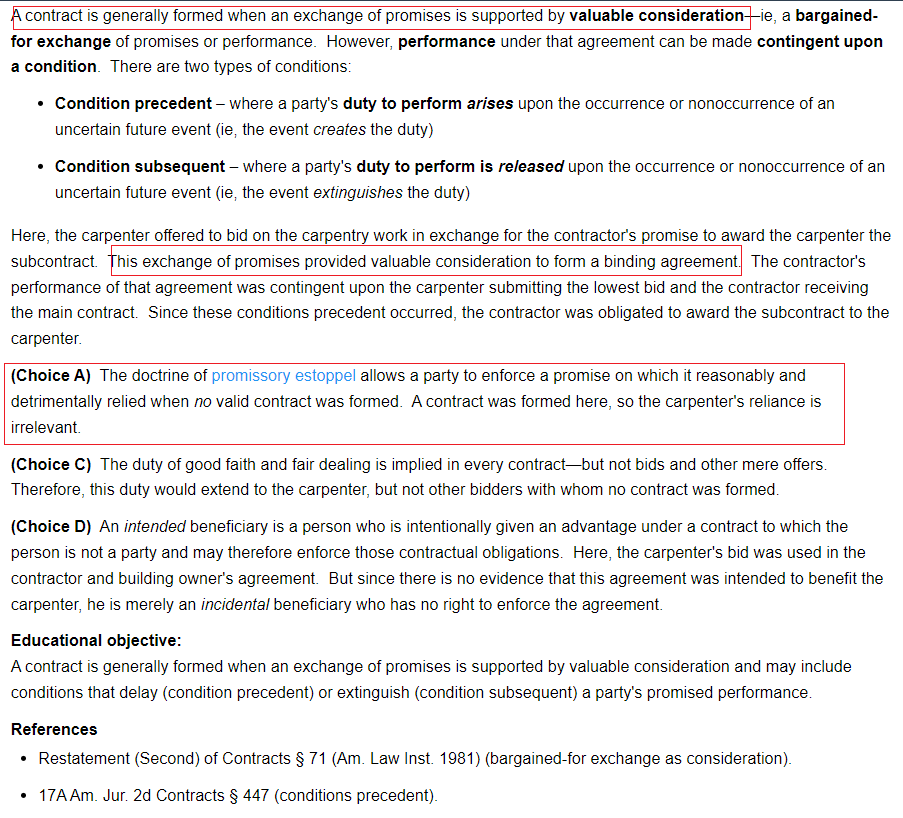 A contract is generally formed when an exchange of promises is supported by valuable consideration—ie, a bargained-
for exchange of promises or performance. However, performance under that agreement can be made contingent upon
a condition. There are two types of conditions:
• Condition precedent – where a party's duty to perform arises upon the occurrence or nonoccurrence of an
uncertain future event (ie, the event creates the duty)
• Condition subsequent – where a party's duty to perform is released upon the occurrence or nonoccurrence of an
uncertain future event (ie, the event extinguishes the duty)
Here, the carpenter offered to bid on the carpentry work in exchange for the contractor's promise to award the carpenter the
subcontract. This exchange of promises provided valuable consideration to form a binding agreement. The contractor's
performance of that agreement was contingent upon the carpenter submitting the lowest bid and the contractor receiving
the main contract. Since these conditions precedent occurred, the contractor was obligated to award the subcontract to the
carpenter.
(Choice A) The doctrine of promissory estoppel allows a party to enforce a promise on which it reasonably and
detrimentally relied when no valid contract was formed. A contract was formed here, so the carpenter's reliance is
irrelevant.
(Choice C) The duty of good faith and fair dealing is implied in every contract—but not bids and other mere offers.
Therefore, this duty would extend to the carpenter, but not other bidders with whom no contract was formed.
(Choice D) An intended beneficiary is a person who is intentionally given an advantage under a contract to which the
person is not a party and may therefore enforce those contractual obligations. Here, the carpenter's bid was used in the
contractor and building owner's agreement. But since there is no evidence that this agreement was intended to benefit the
carpenter, he is merely an incidental beneficiary who has no right to enforce the agreement.
Educational objective:
A contract is generally formed when an exchange of promises is supported by valuable consideration and may include
conditions that delay (condition precedent) or extinguish (condition subsequent) a party's promised performance.
References
• Restatement (Second) of Contracts § 71 (Am. Law Inst. 1981) (bargained-for exchange as consideration).
• 17A Am. Jur. 2d Contracts § 447 (conditions precedent).